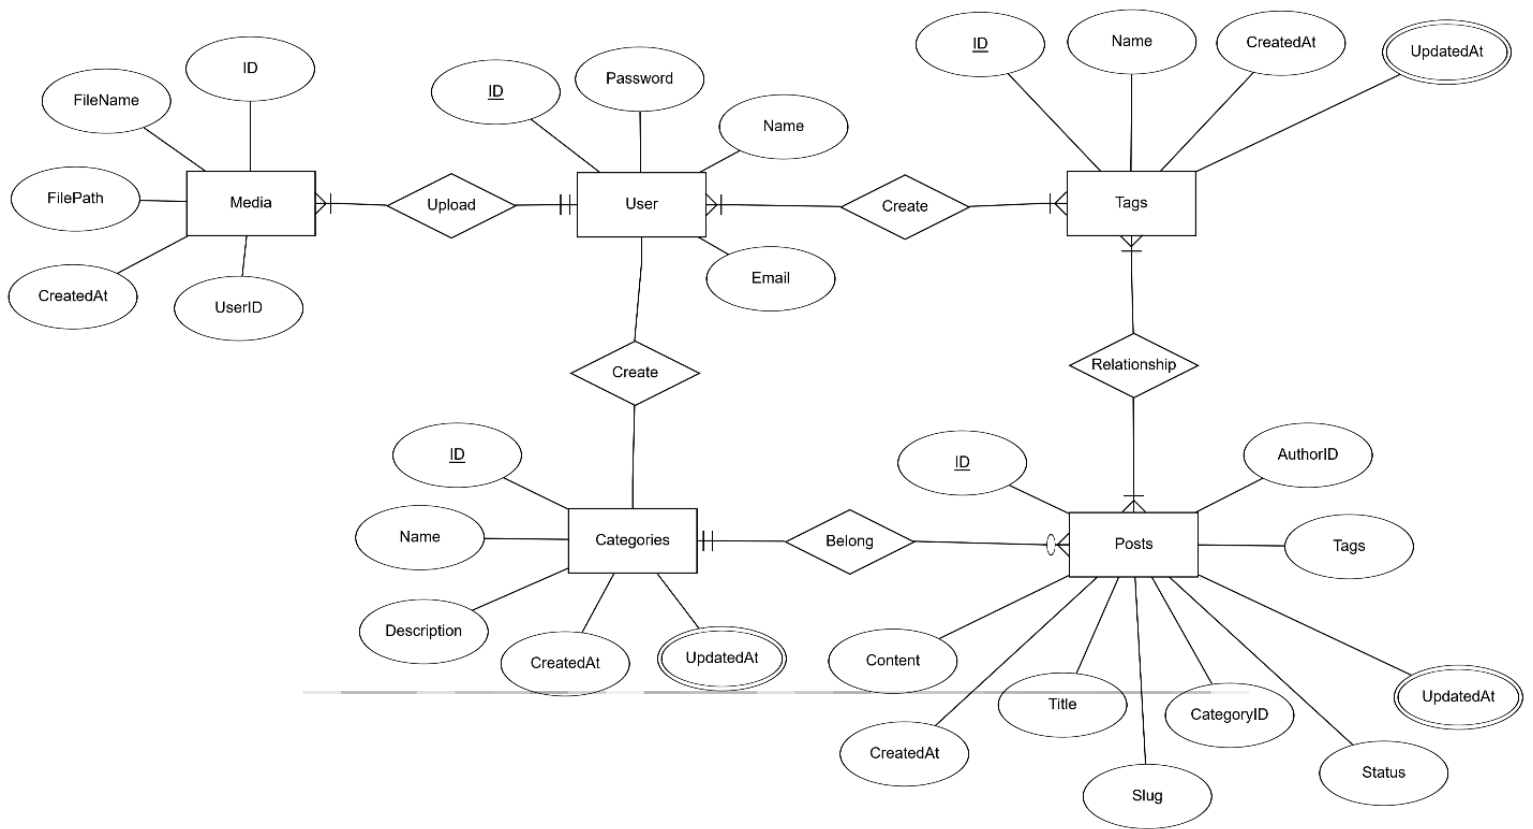 ID
Name
CreatedAt
UpdatedAt
ID
Password
ID
FileName
Name
FilePath
Media
Upload
User
Create
Tags
CreatedAt
UserID
Email
Create
Relationship
ID
ID
AuthorID
Name
Categories
Belong
Posts
Tags
Description
CreatedAt
UpdatedAt
Content
Title
CategoryID
UpdatedAt
CreatedAt
Slug
Status